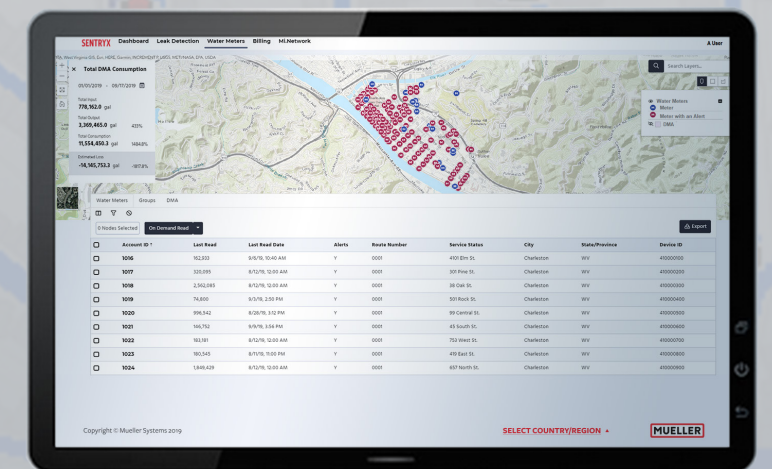 SENTRYX Dashboard Leak Detection Water Meters Billing Mi.Network A User
Total DMA Consumption
Search Layers...
01/01/2019 - 09/17/2019
Total Input
778,162.0 gal
Total Output
3,369,465.0 gal 433%
Total Consumption
11,554,450.3 gal 1484.8%
Estimated Loss
-14,145,753.3 gal -1817.8%
Water Meters
Meter
Meter with an Alert
DMA
Water Meters Groups DMA
0 Nodes Selected On Demand Read Export
Account ID ↑ Last Read Last Read Date Alerts Route Number Service Status City State/Province Device ID
1016 162,933 9/6/19, 10:40 AM Y 0001 4101 Elm St. Charleston WV 410000100
1017 320,095 8/12/19, 12:00 AM Y 0001 301 Pine St. Charleston WV 410000200
1018 2,562,085 8/12/19, 12:00 AM Y 0001 38 Oak St. Charleston WV 410000300
1019 74,800 9/3/19, 2:50 PM Y 0001 501 Rock St. Charleston WV 410000400
1020 996,542 8/28/19, 3:12 PM Y 0001 99 Central St. Charleston WV 410000500
1021 146,752 9/9/19, 3:54 PM Y 0001 45 South St. Charleston WV 410000600
1022 163,181 8/12/19, 12:00 AM Y 0001 753 West St. Charleston WV 410000700
1023 180,545 8/11/19, 11:00 PM Y 0001 419 East St. Charleston WV 410000800
1024 1,849,429 8/12/19, 12:00 AM Y 0001 657 North St. Charleston WV 410000900
Copyright © Mueller Systems 2019 SELECT COUNTRY/REGION MUELLER